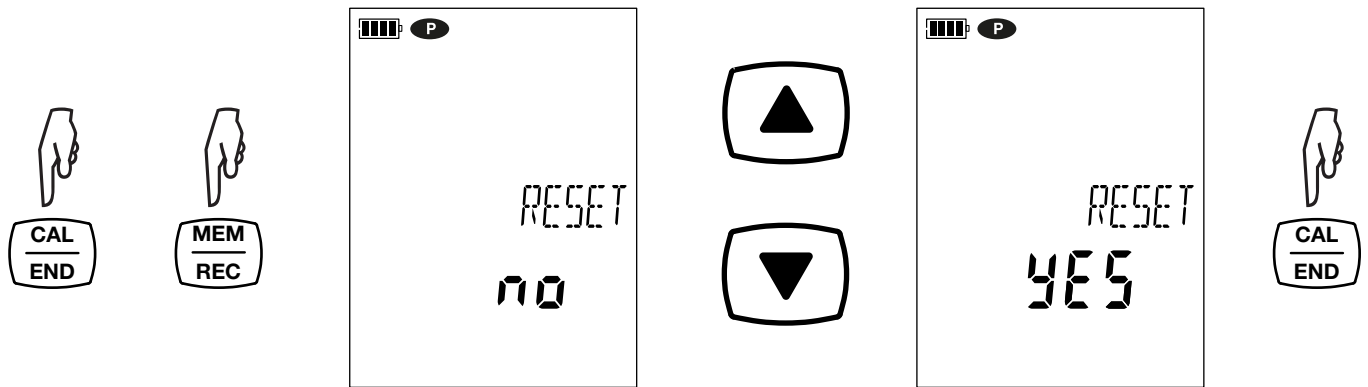 CAL
END
MEM
REC
P
RESET
no
P
RESET
YES
CAL
END